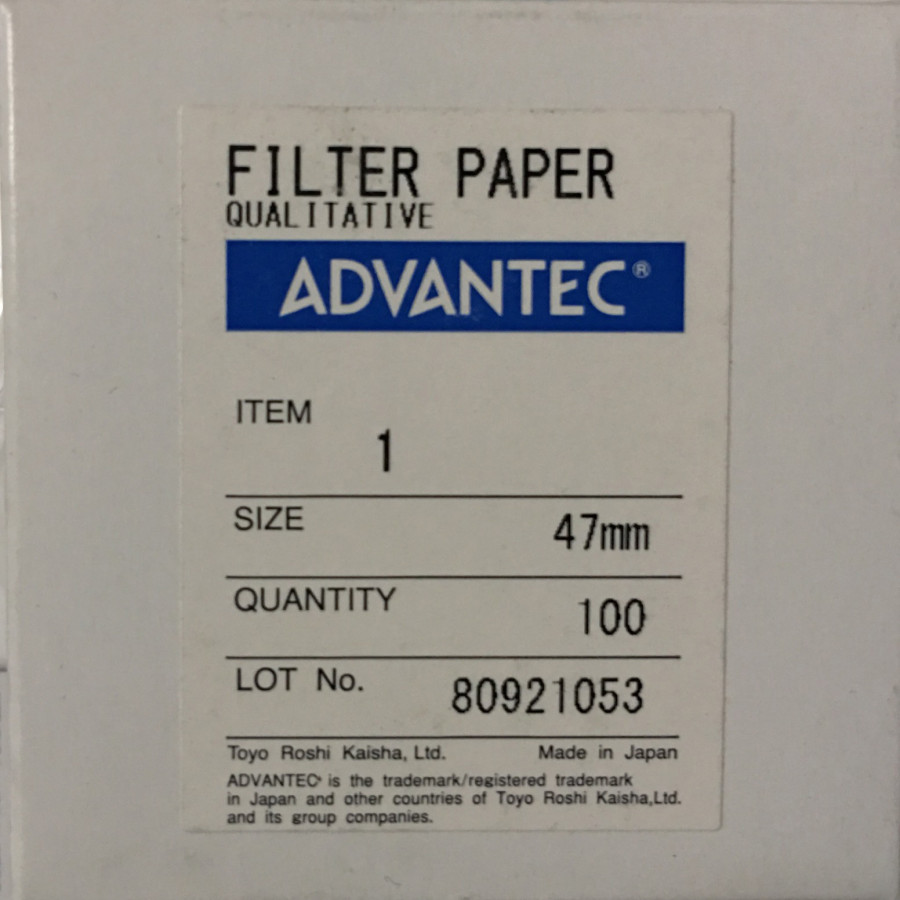 FILTER PAPER
QUALITATIVE
ADVANTEC®
ITEM
1
SIZE 47mm
QUANTITY 100
LOT No. 80921053
Toyo Roshi Kaisha, Ltd. Made in Japan
ADVANTEC® is the trademark/registered trademark
in Japan and other countries of Toyo Roshi Kaisha,Ltd.
and its group companies.